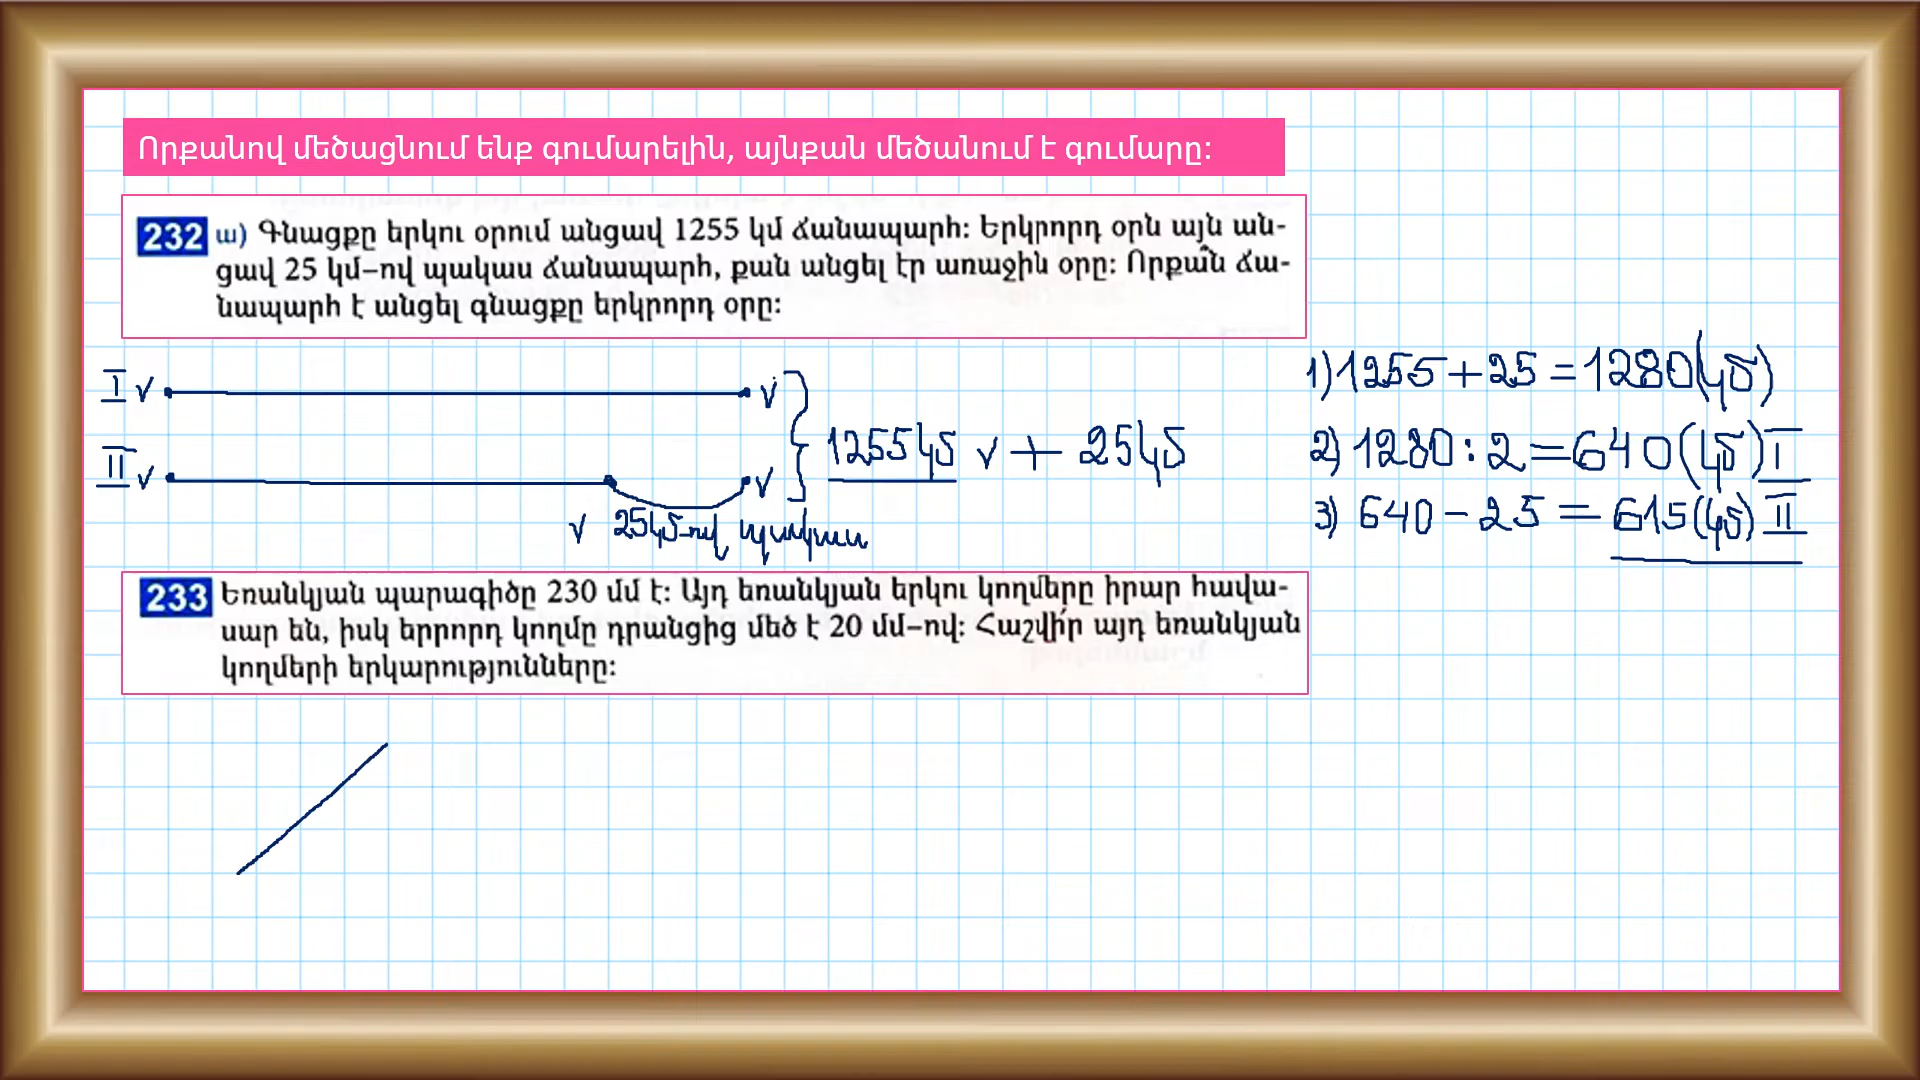 Որքանով մեծացնում ենք գումարելին, այնքան մեծանում է գումարը:
232 ա) Գնացքը երկու օրում անցավ 1255 կմ ճանապարհ: Երկրորդ օրն այն ան-
ցավ 25 կմ-ով պակաս ճանապարհ, քան անցել էր առաջին օրը: Որքա՞ն ճա-
նապարհ է անցել գնացքը երկրորդ օրը:
I v v
II v v
1255կմ v + 25կմ
v 25կմ-ով պակաս
1) 1255 + 25 = 1280(կմ)
2) 1280 : 2 = 640(կմ) I
3) 640 - 25 = 615(կմ) II
233 Եռանկյան պարագիծը 230 մմ է: Այդ եռանկյան երկու կողմերը իրար հավա-
սար են, իսկ երրորդ կողմը դրանցից մեծ է 20 մմ-ով: Հաշվի՛ր այդ եռանկյան
կողմերի երկարությունները: